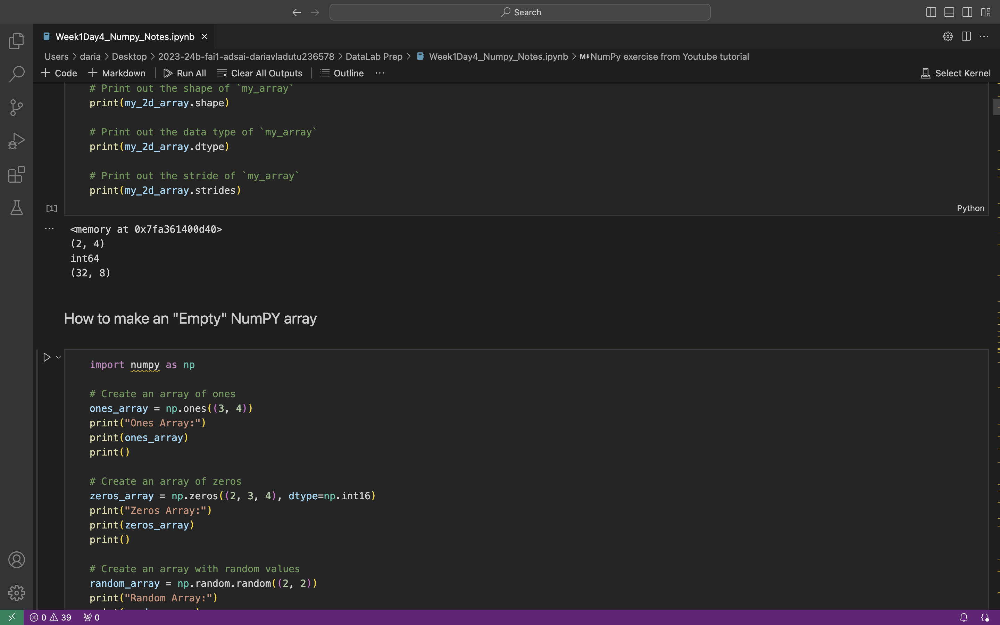 Search
Week1Day4_Numpy_Notes.ipynb
Users > daria > Desktop > 2023-24b-fai1-adsai-dariavladutu236578 > DataLab Prep > Week1Day4_Numpy_Notes.ipynb > M↓ NumPy exercise from Youtube tutorial
+ Code + Markdown | Run All Clear All Outputs | Outline ··· Select Kernel
# Print out the shape of `my_array`
print(my_2d_array.shape)
# Print out the data type of `my_array`
print(my_2d_array.dtype)
# Print out the stride of `my_array`
print(my_2d_array.strides)
[1] Python
··· <memory at 0x7fa361400d40>
(2, 4)
int64
(32, 8)
How to make an "Empty" NumPY array
import numpy as np
# Create an array of ones
ones_array = np.ones((3, 4))
print("Ones Array:")
print(ones_array)
print()
# Create an array of zeros
zeros_array = np.zeros((2, 3, 4), dtype=np.int16)
print("Zeros Array:")
print(zeros_array)
print()
# Create an array with random values
random_array = np.random.random((2, 2))
print("Random Array:")
0 39 0